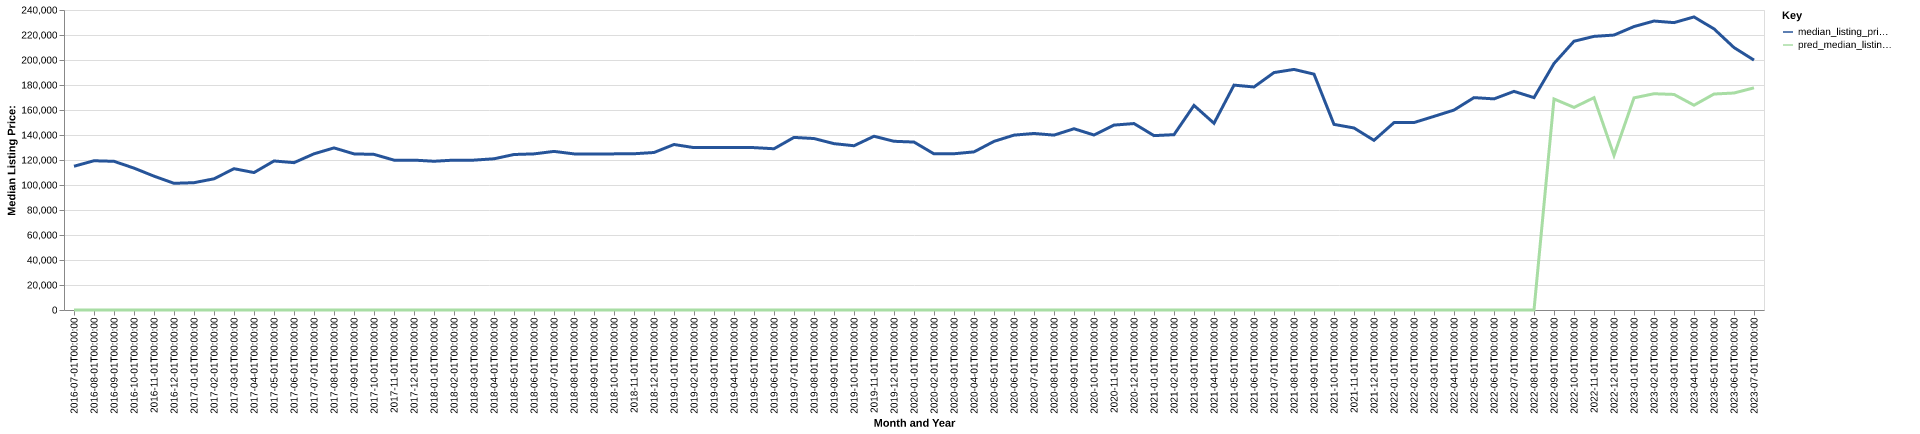 240,000
220,000
200,000
180,000
160,000
140,000
120,000
100,000
80,000
60,000
40,000
20,000
0
Median Listing Price:
2016-07-01T00:00:00
2016-08-01T00:00:00
2016-09-01T00:00:00
2016-10-01T00:00:00
2016-11-01T00:00:00
2016-12-01T00:00:00
2017-01-01T00:00:00
2017-02-01T00:00:00
2017-03-01T00:00:00
2017-04-01T00:00:00
2017-05-01T00:00:00
2017-06-01T00:00:00
2017-07-01T00:00:00
2017-08-01T00:00:00
2017-09-01T00:00:00
2017-10-01T00:00:00
2017-11-01T00:00:00
2017-12-01T00:00:00
2018-01-01T00:00:00
2018-02-01T00:00:00
2018-03-01T00:00:00
2018-04-01T00:00:00
2018-05-01T00:00:00
2018-06-01T00:00:00
2018-07-01T00:00:00
2018-08-01T00:00:00
2018-09-01T00:00:00
2018-10-01T00:00:00
2018-11-01T00:00:00
2018-12-01T00:00:00
2019-01-01T00:00:00
2019-02-01T00:00:00
2019-03-01T00:00:00
2019-04-01T00:00:00
2019-05-01T00:00:00
2019-06-01T00:00:00
2019-07-01T00:00:00
2019-08-01T00:00:00
2019-09-01T00:00:00
2019-10-01T00:00:00
2019-11-01T00:00:00
2019-12-01T00:00:00
2020-01-01T00:00:00
2020-02-01T00:00:00
2020-03-01T00:00:00
2020-04-01T00:00:00
2020-05-01T00:00:00
2020-06-01T00:00:00
2020-07-01T00:00:00
2020-08-01T00:00:00
2020-09-01T00:00:00
2020-10-01T00:00:00
2020-11-01T00:00:00
2020-12-01T00:00:00
2021-01-01T00:00:00
2021-02-01T00:00:00
2021-03-01T00:00:00
2021-04-01T00:00:00
2021-05-01T00:00:00
2021-06-01T00:00:00
2021-07-01T00:00:00
2021-08-01T00:00:00
2021-09-01T00:00:00
2021-10-01T00:00:00
2021-11-01T00:00:00
2021-12-01T00:00:00
2022-01-01T00:00:00
2022-02-01T00:00:00
2022-03-01T00:00:00
2022-04-01T00:00:00
2022-05-01T00:00:00
2022-06-01T00:00:00
2022-07-01T00:00:00
2022-08-01T00:00:00
2022-09-01T00:00:00
2022-10-01T00:00:00
2022-11-01T00:00:00
2022-12-01T00:00:00
2023-01-01T00:00:00
2023-02-01T00:00:00
2023-03-01T00:00:00
2023-04-01T00:00:00
2023-05-01T00:00:00
2023-06-01T00:00:00
2023-07-01T00:00:00
Month and Year
Key
median_listing_pri…
pred_median_listin…